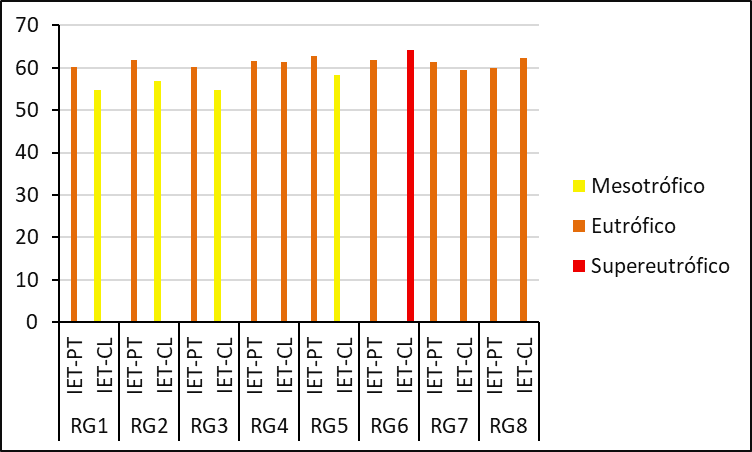 70
60
50
40
30
20
10
0
IET-PT IET-CL IET-PT IET-CL IET-PT IET-CL IET-PT IET-CL IET-PT IET-CL IET-PT IET-CL IET-PT IET-CL IET-PT IET-CL
RG1 RG2 RG3 RG4 RG5 RG6 RG7 RG8
Mesotrófico
Eutrófico
Supereutrófico